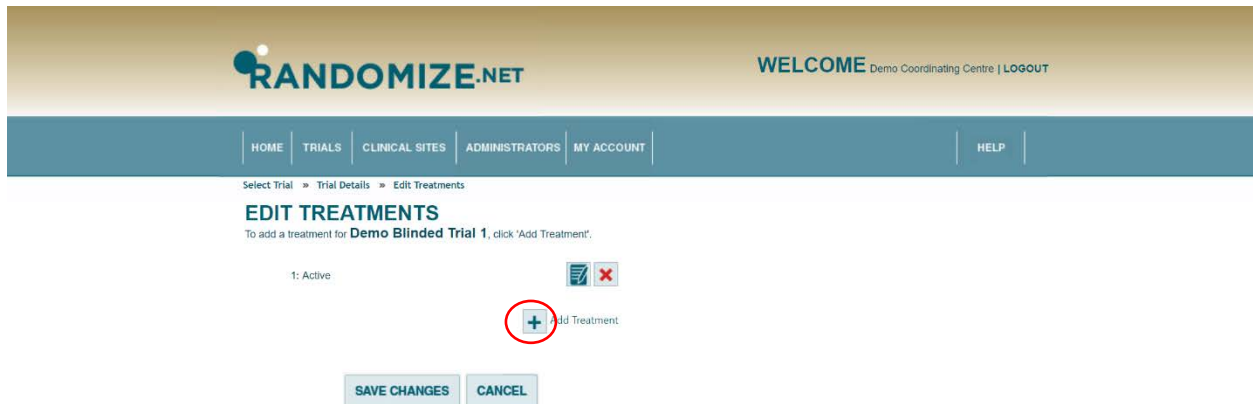 RANDOMIZE.NET
WELCOME Demo Coordinating Centre | LOGOUT
HOME TRIALS CLINICAL SITES ADMINISTRATORS MY ACCOUNT HELP
Select Trial » Trial Details » Edit Treatments
EDIT TREATMENTS
To add a treatment for Demo Blinded Trial 1, click 'Add Treatment'.
1: Active
Add Treatment
SAVE CHANGES CANCEL